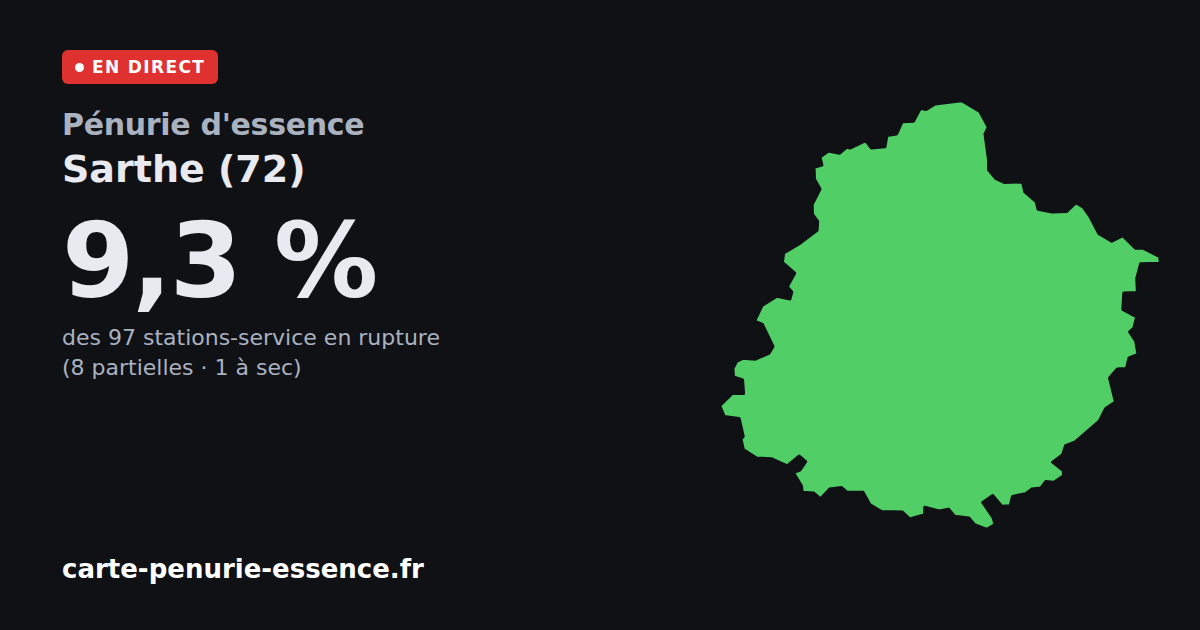 EN DIRECT
Pénurie d'essence
Sarthe (72)
9,3 %
des 97 stations-service en rupture
(8 partielles · 1 à sec)
carte-penurie-essence.fr